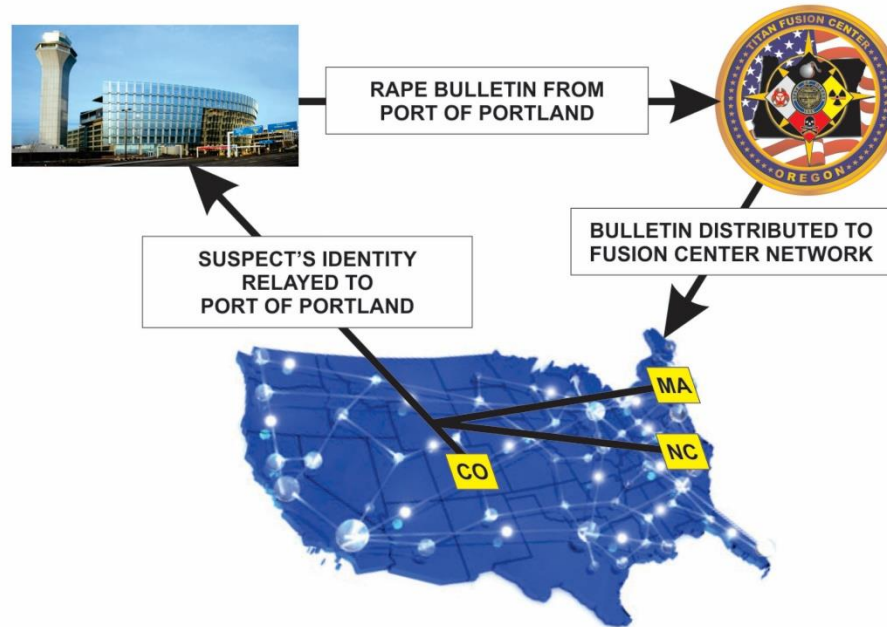 RAPE BULLETIN FROM
PORT OF PORTLAND
TITAN FUSION CENTER
OREGON
SUSPECT'S IDENTITY
RELAYED TO
PORT OF PORTLAND
BULLETIN DISTRIBUTED TO
FUSION CENTER NETWORK
MA
NC
CO